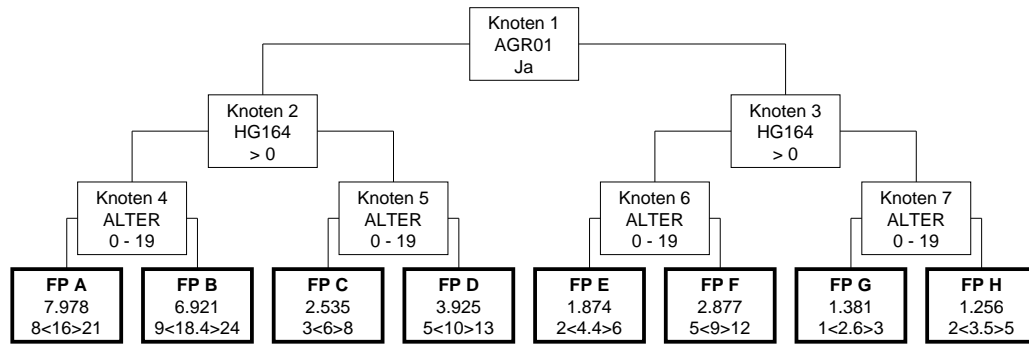 Knoten 1
AGR01
Ja
Knoten 2
HG164
> 0
Knoten 3
HG164
> 0
Knoten 4
ALTER
0 - 19
Knoten 5
ALTER
0 - 19
Knoten 6
ALTER
0 - 19
Knoten 7
ALTER
0 - 19
FP A
7.978
8<16>21
FP B
6.921
9<18.4>24
FP C
2.535
3<6>8
FP D
3.925
5<10>13
FP E
1.874
2<4.4>6
FP F
2.877
5<9>12
FP G
1.381
1<2.6>3
FP H
1.256
2<3.5>5